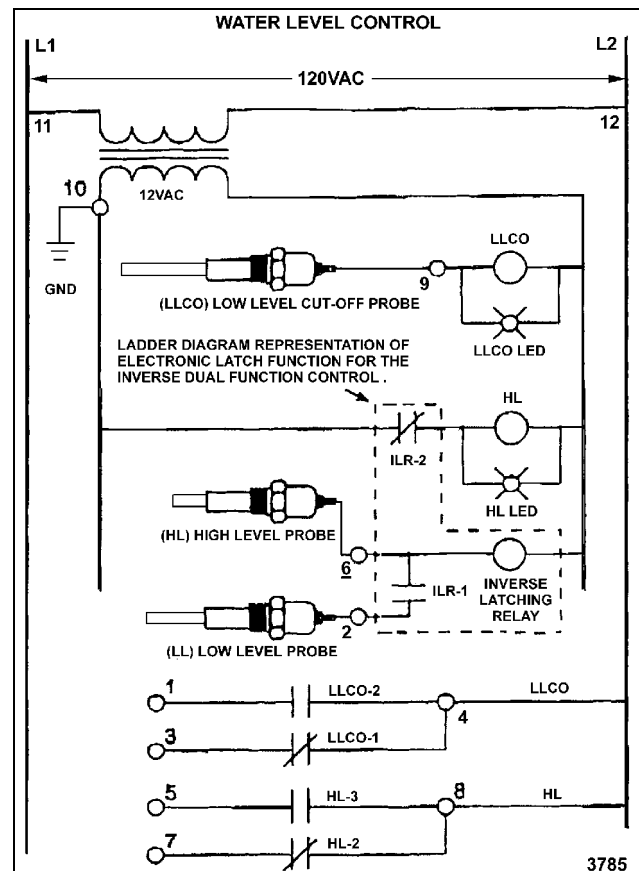 WATER LEVEL CONTROL
L1
L2
120VAC
11
12
10
12VAC
GND
LLCO
(LLCO) LOW LEVEL CUT-OFF PROBE
9
LLCO LED
LADDER DIAGRAM REPRESENTATION OF
ELECTRONIC LATCH FUNCTION FOR THE
INVERSE DUAL FUNCTION CONTROL .
HL
ILR-2
HL LED
(HL) HIGH LEVEL PROBE
6
ILR-1
INVERSE
LATCHING
RELAY
2
(LL) LOW LEVEL PROBE
1
LLCO-2
LLCO
4
3
LLCO-1
5
HL-3
8
HL
7
HL-2
3785